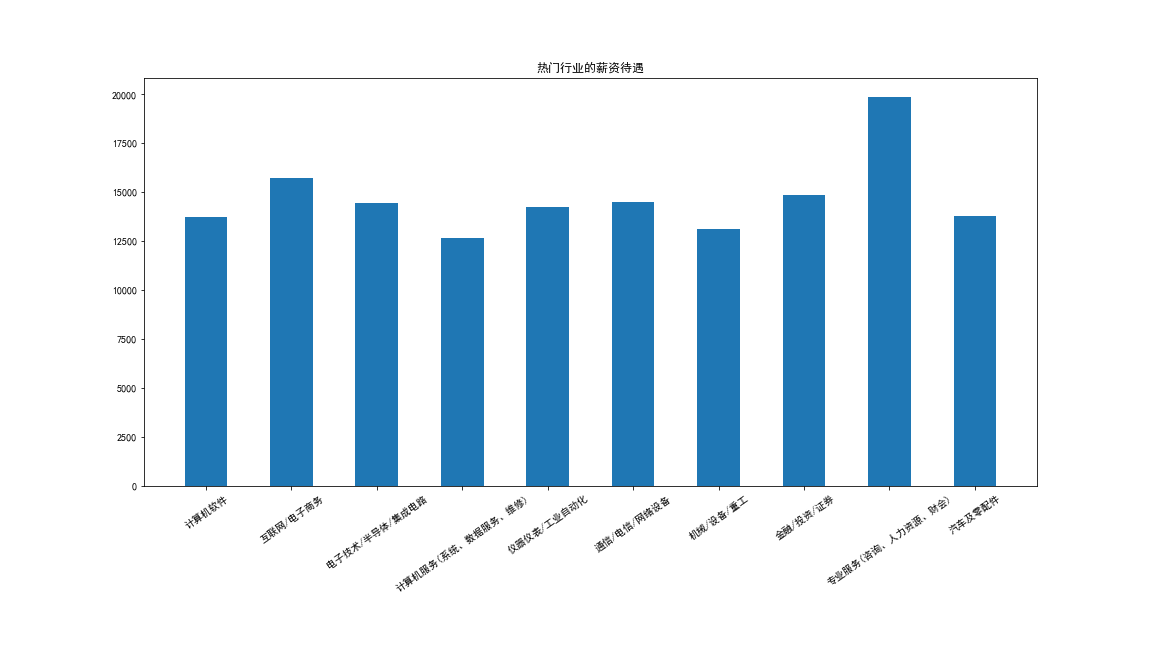 热门行业的薪资待遇
20000
17500
15000
12500
10000
7500
5000
2500
0
计算机软件
互联网/电子商务
电子技术/半导体/集成电路
计算机服务(系统、数据服务、维修)
仪器仪表/工业自动化
通信/电信/网络设备
机械/设备/重工
金融/投资/证券
专业服务(咨询、人力资源、财会)
汽车及零配件